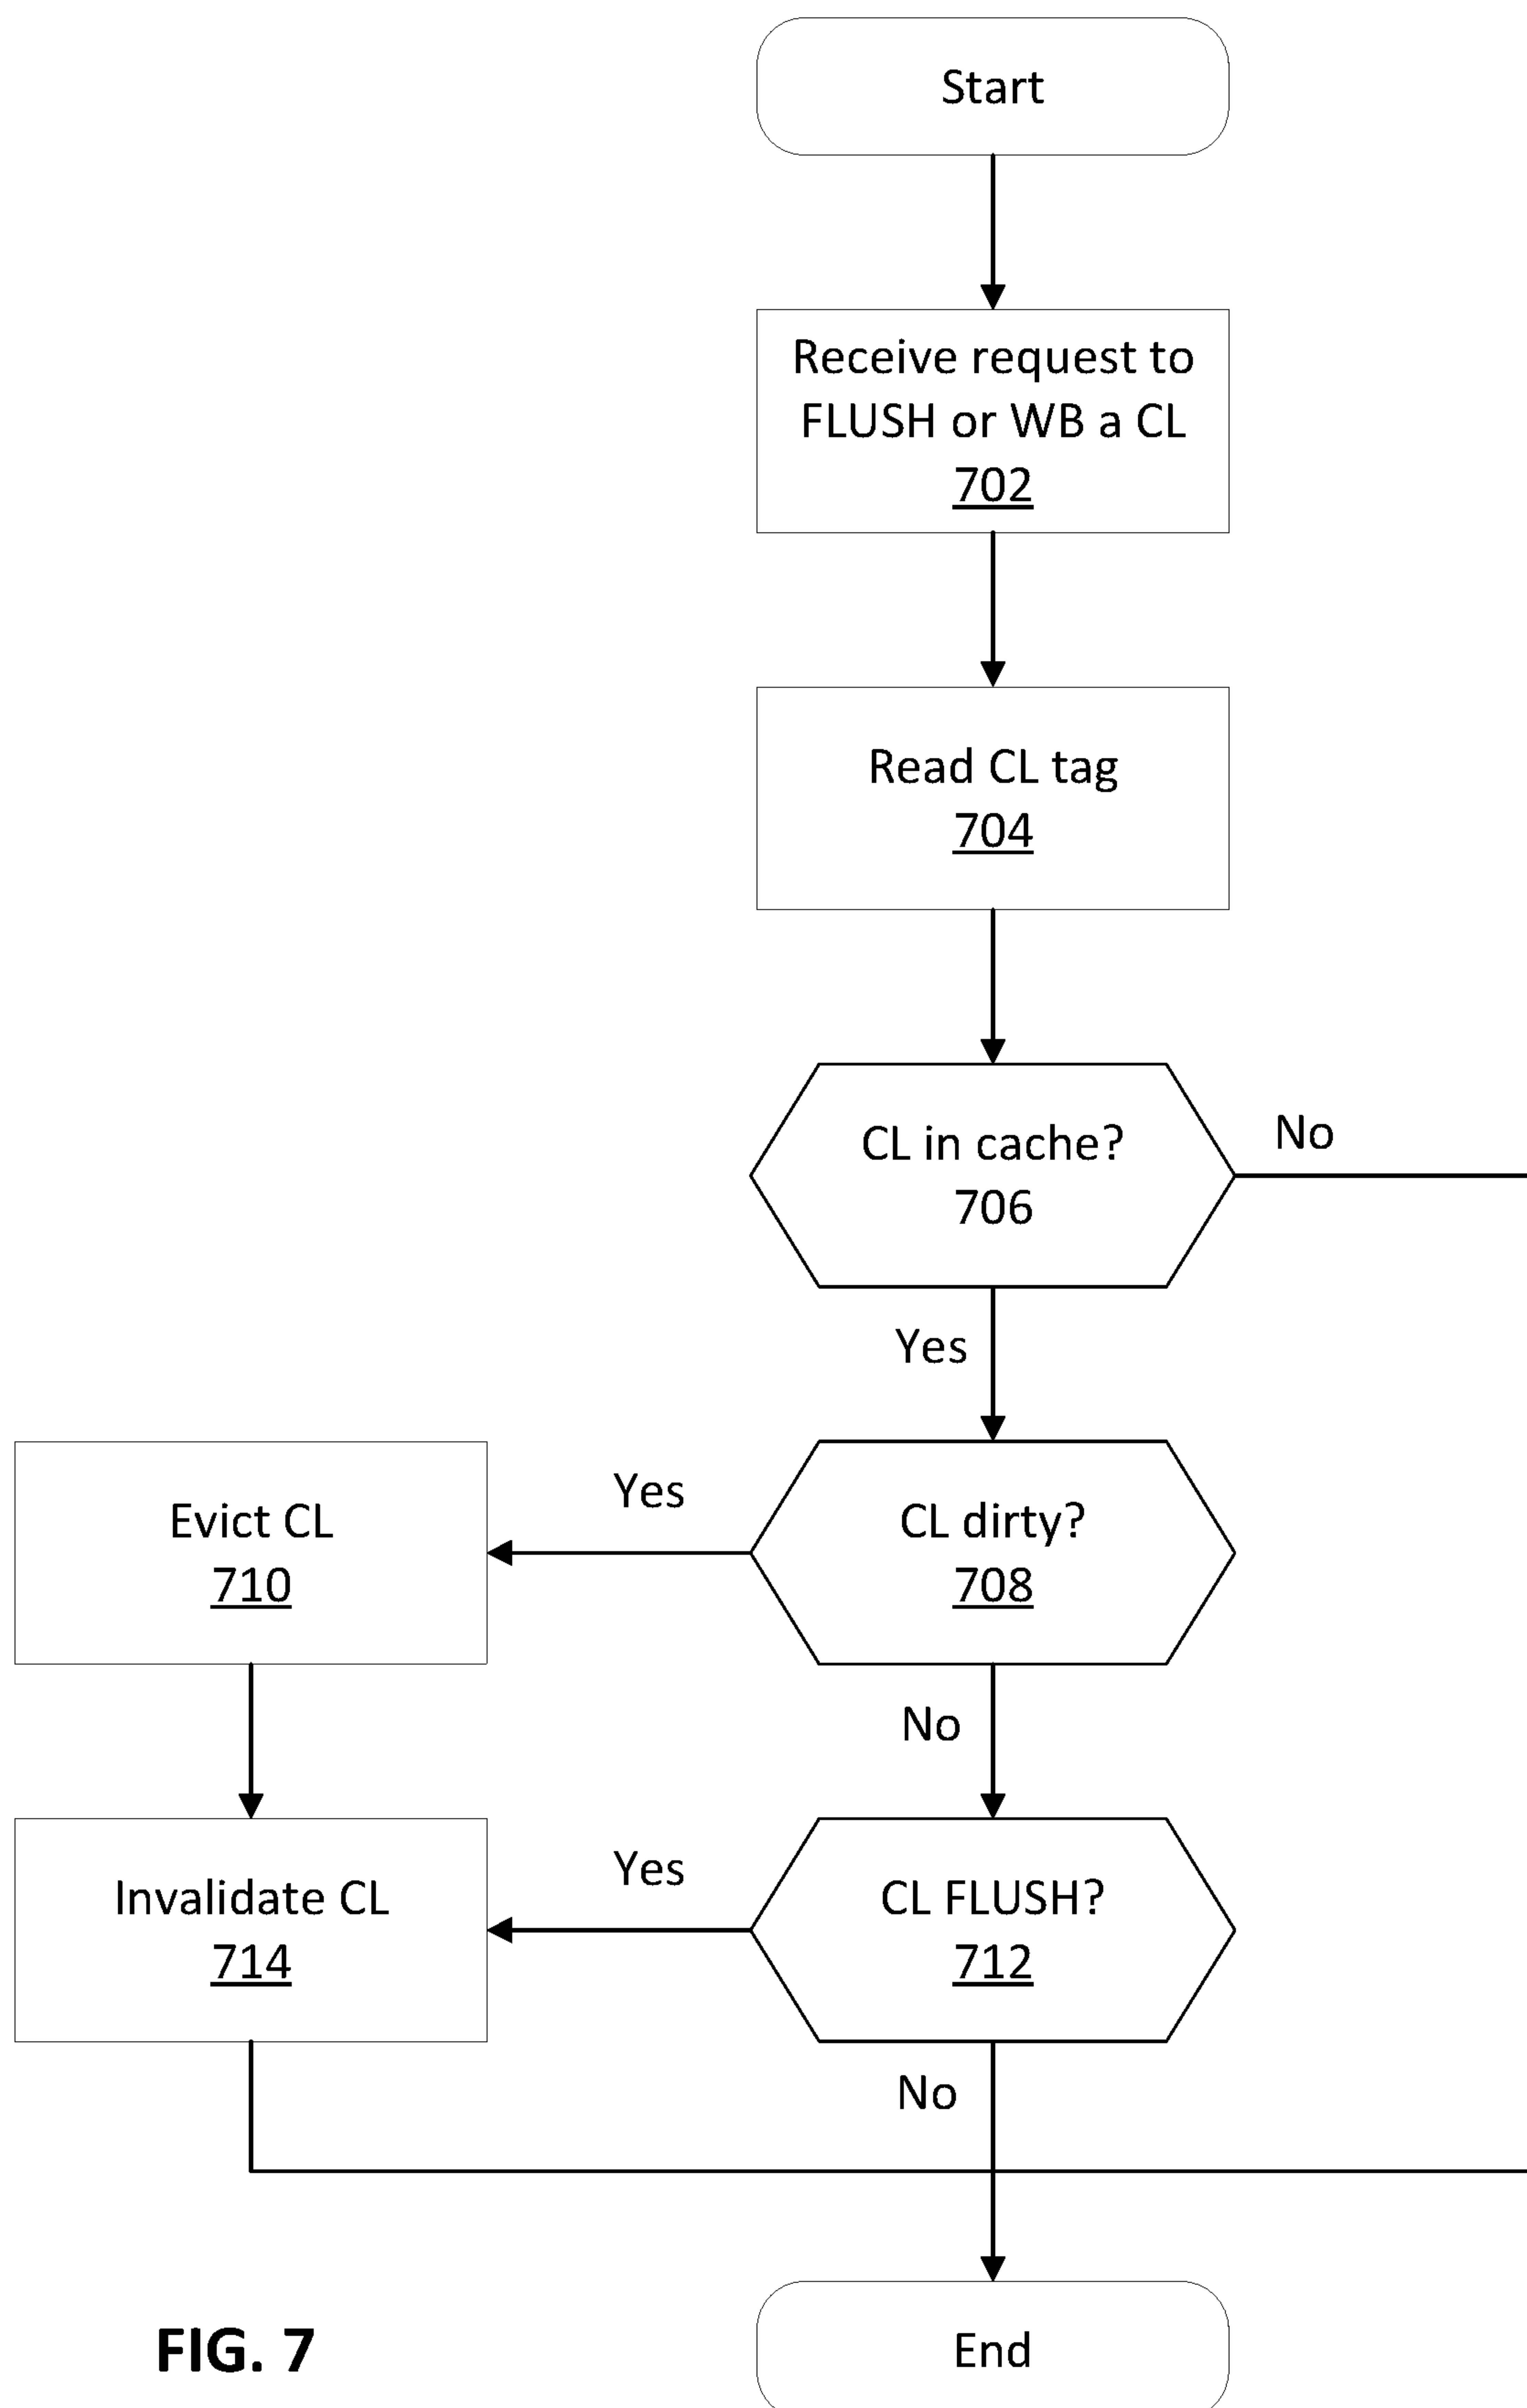 Start
Receive request to
FLUSH or WB a CL
702
Read CL tag
704
CL in cache?
706
No
Yes
Evict CL
710
Yes
CL dirty?
708
No
Invalidate CL
714
Yes
CL FLUSH?
712
No
FIG. 7
End